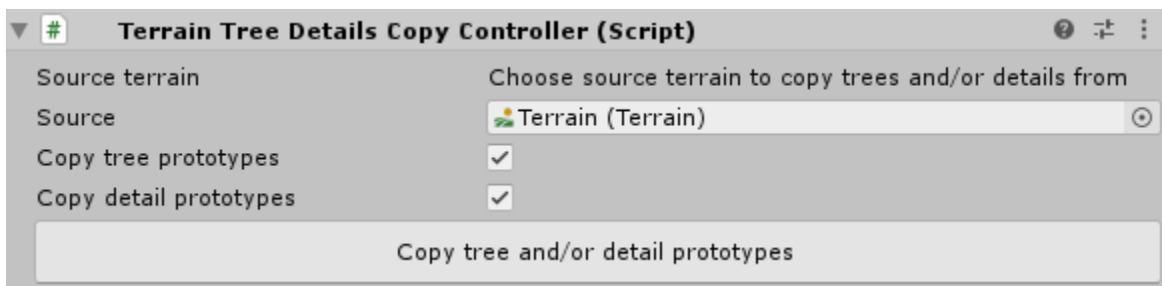 # Terrain Tree Details Copy Controller (Script)
Source terrain Choose source terrain to copy trees and/or details from
Source Terrain (Terrain)
Copy tree prototypes
Copy detail prototypes
Copy tree and/or detail prototypes